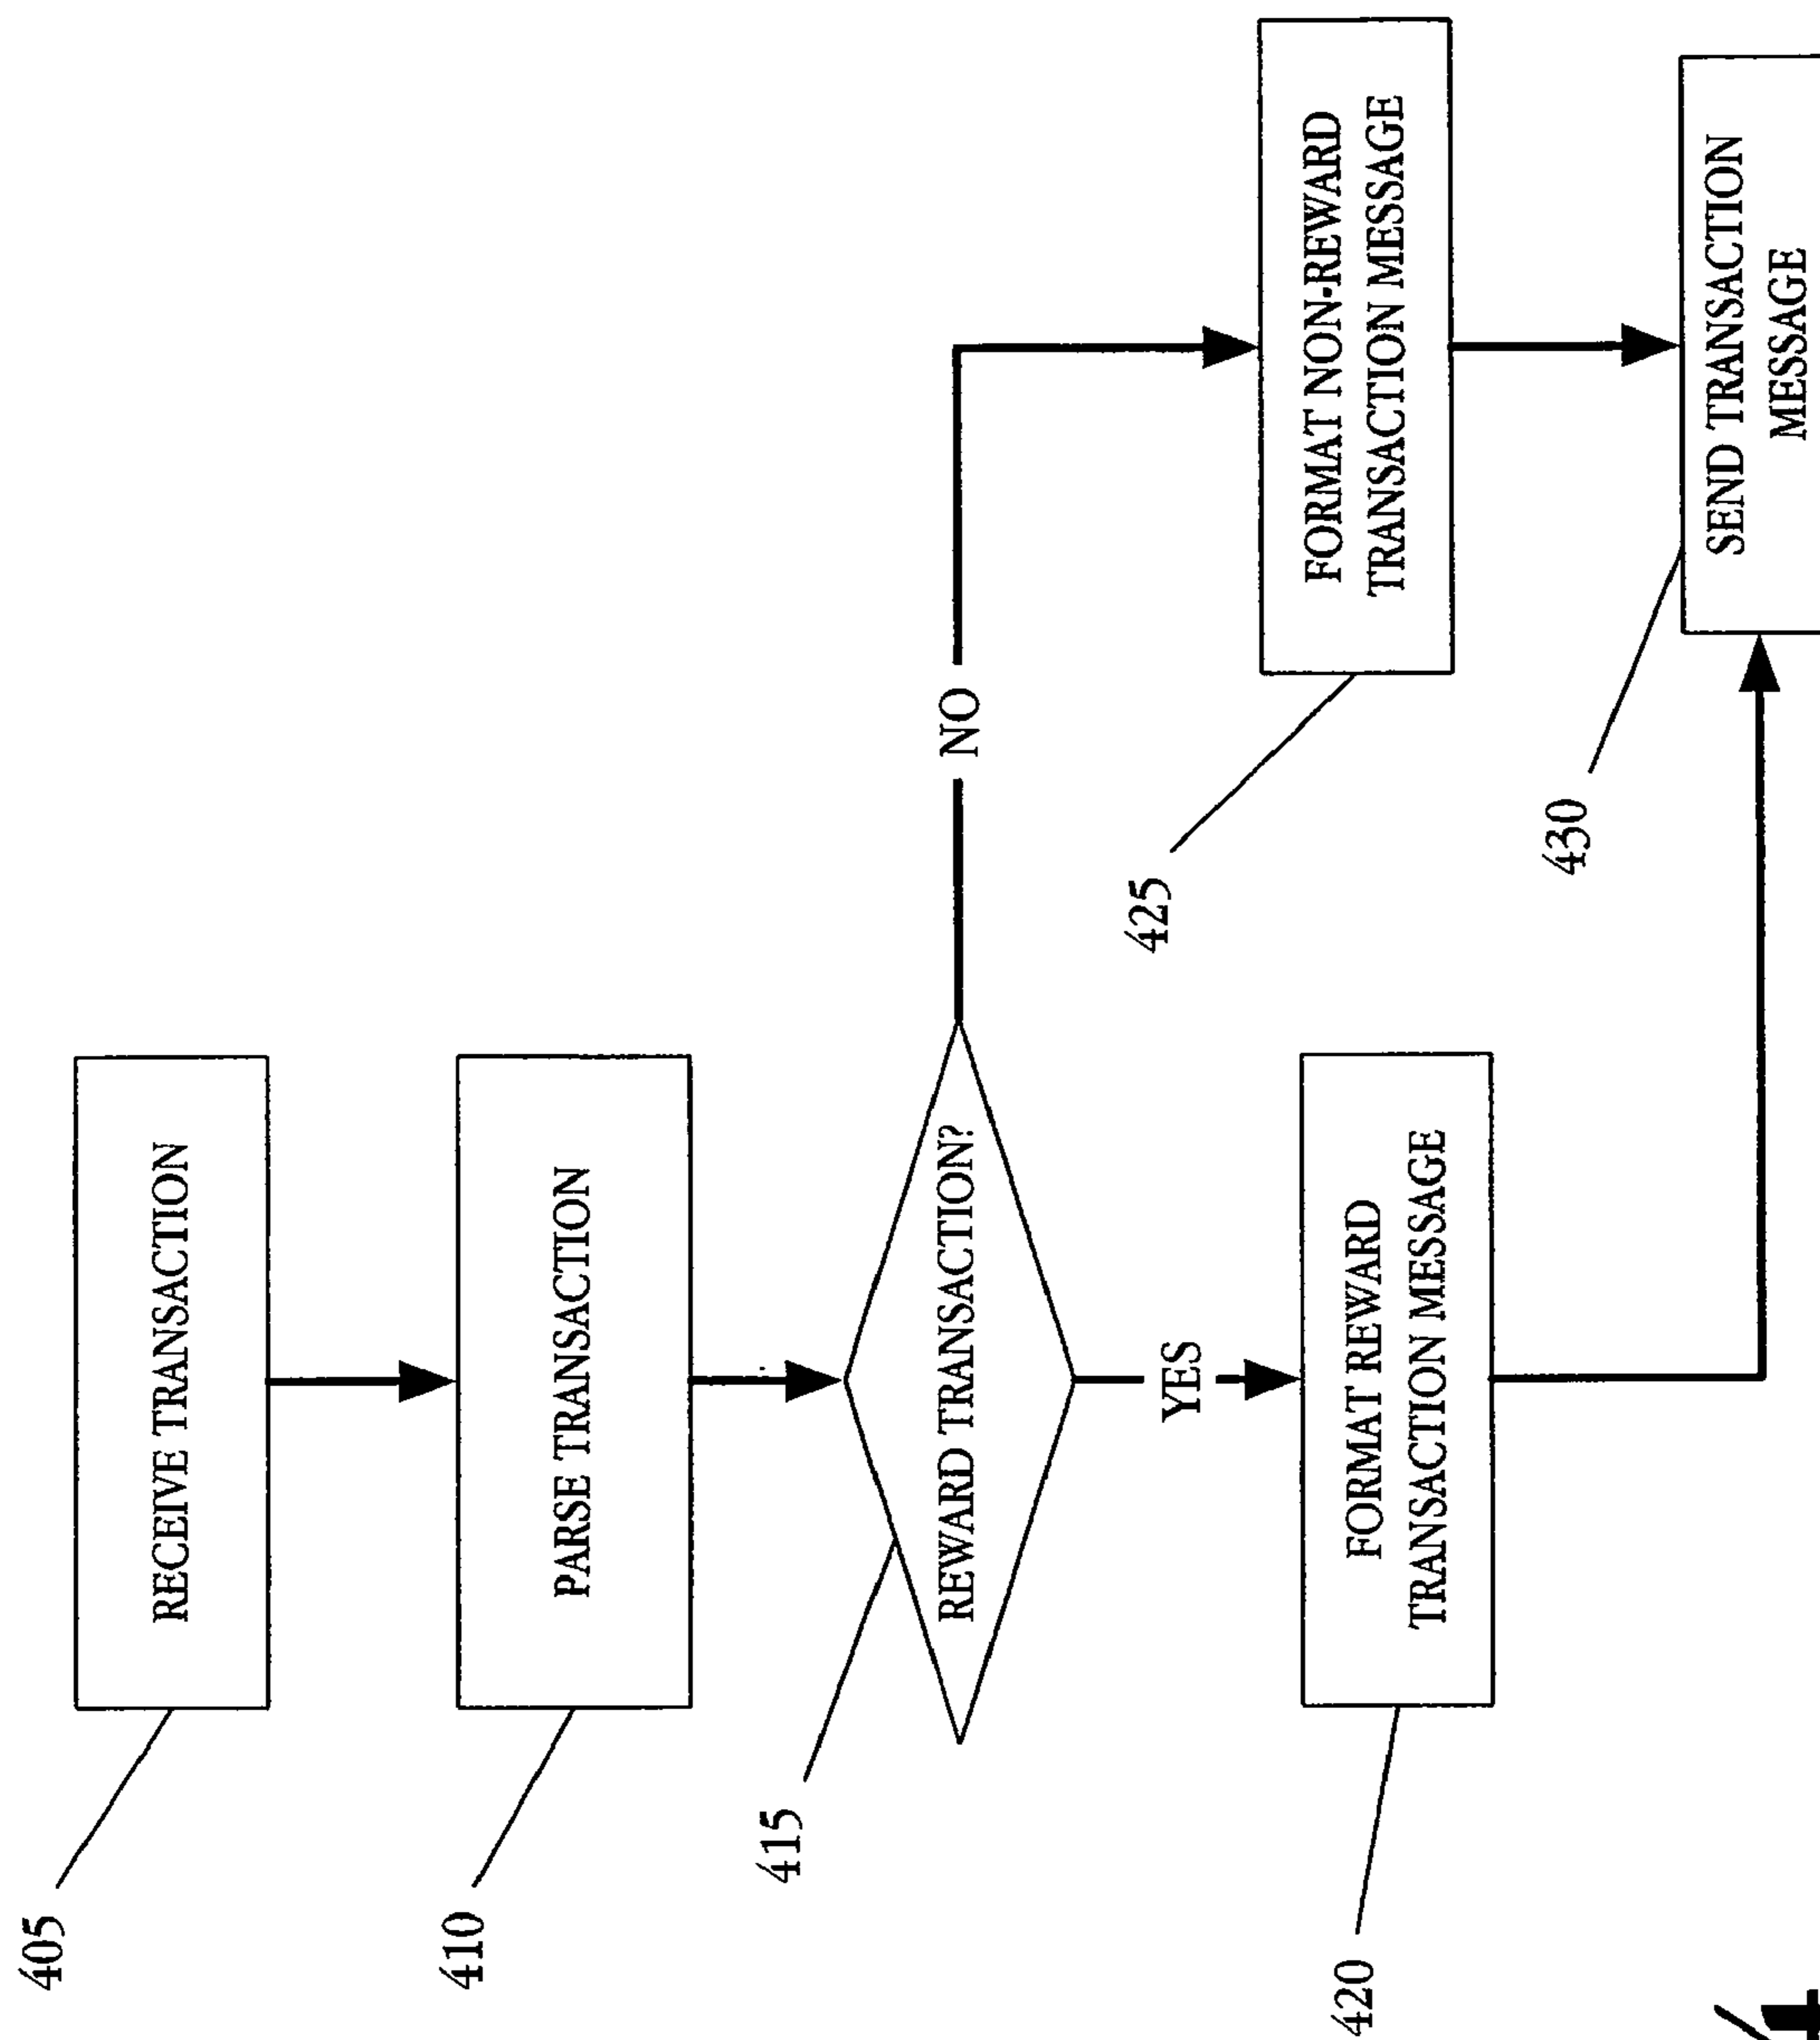 405
RECEIVE TRANSACTION
410
PARSE TRANSACTION
415
REWARD TRANSACTION?
NO
YES
420
FORMAT REWARD
TRANSACTION MESSAGE
425
FORMAT NON-REWARD
TRANSACTION MESSAGE
430
SEND TRANSACTION
MESSAGE